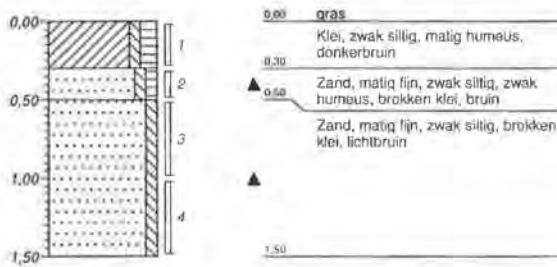 0,00
0,50
1,00
1,50
1
2
3
4
0,00 gras
Klei, zwak siltig, matig humeus,
donkerbruin
0,30
Zand, matig fijn, zwak siltig, zwak
humeus, brokken klei, bruin
0,50
Zand, matig fijn, zwak siltig, brokken
klei, lichtbruin
1,50